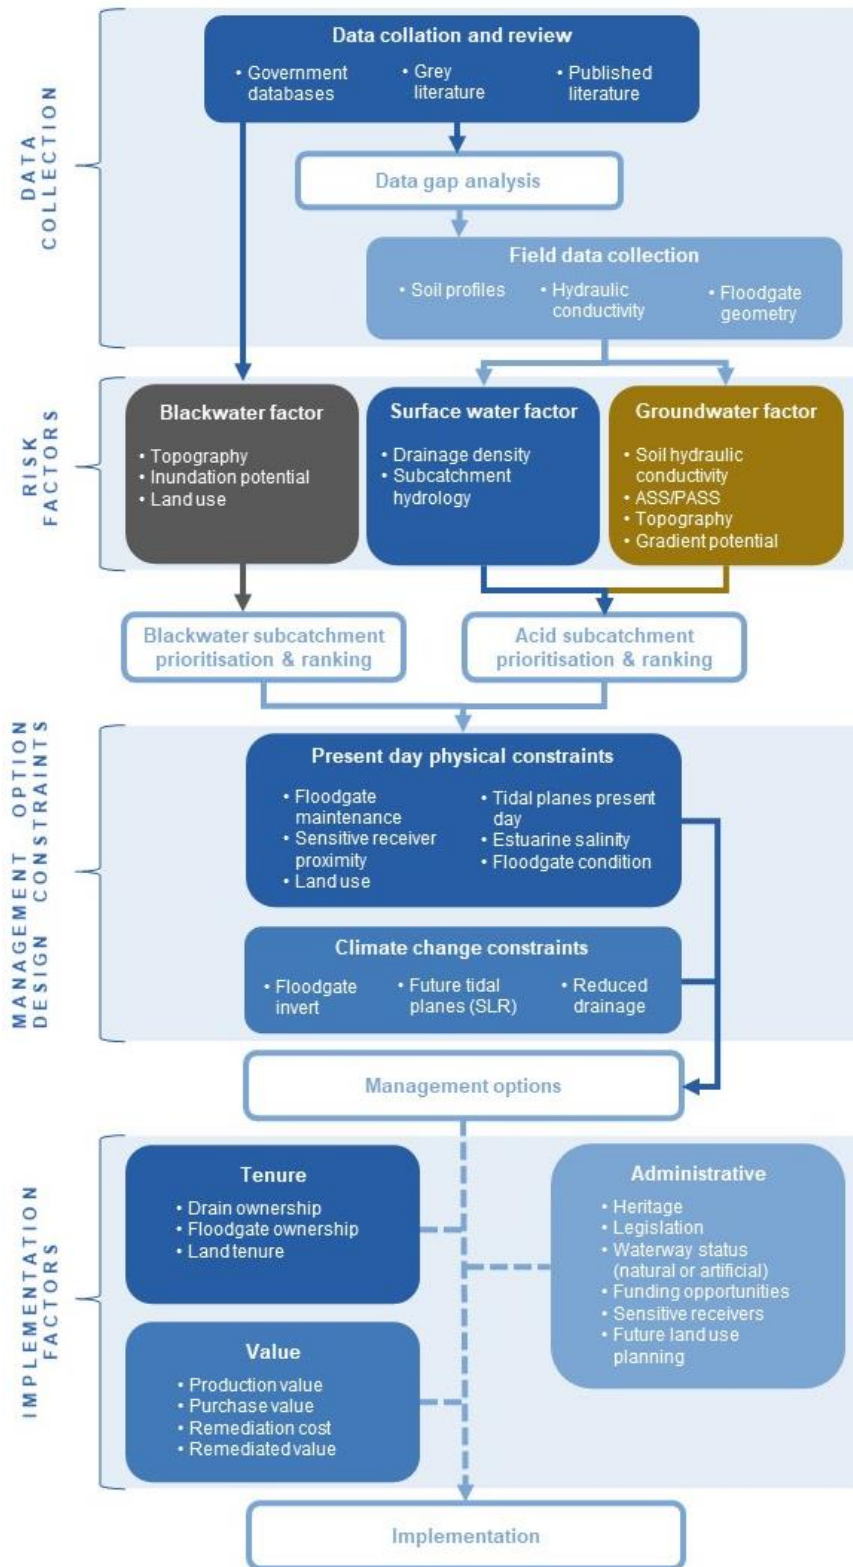 DATA
COLLECTION
Data collation and review
• Government
databases
• Grey
literature
• Published
literature
Data gap analysis
Field data collection
• Soil profiles
• Hydraulic
conductivity
• Floodgate
geometry
RISK
FACTORS
Blackwater factor
• Topography
• Inundation potential
• Land use
Surface water factor
• Drainage density
• Subcatchment
hydrology
Groundwater factor
• Soil hydraulic
conductivity
• ASS/PASS
• Topography
• Gradient potential
Blackwater subcatchment
prioritisation & ranking
Acid subcatchment
prioritisation & ranking
MANAGEMENT OPTION
DESIGN CONSTRAINTS
Present day physical constraints
• Floodgate
maintenance
• Sensitive receiver
proximity
• Land use
• Tidal planes present
day
• Estuarine salinity
• Floodgate condition
Climate change constraints
• Floodgate
invert
• Future tidal
planes (SLR)
• Reduced
drainage
Management options
IMPLEMENTATION
FACTORS
Tenure
• Drain ownership
• Floodgate ownership
• Land tenure
Administrative
• Heritage
• Legislation
• Waterway status
(natural or artificial)
• Funding opportunities
• Sensitive receivers
• Future land use
planning
Value
• Production value
• Purchase value
• Remediation cost
• Remediated value
Implementation